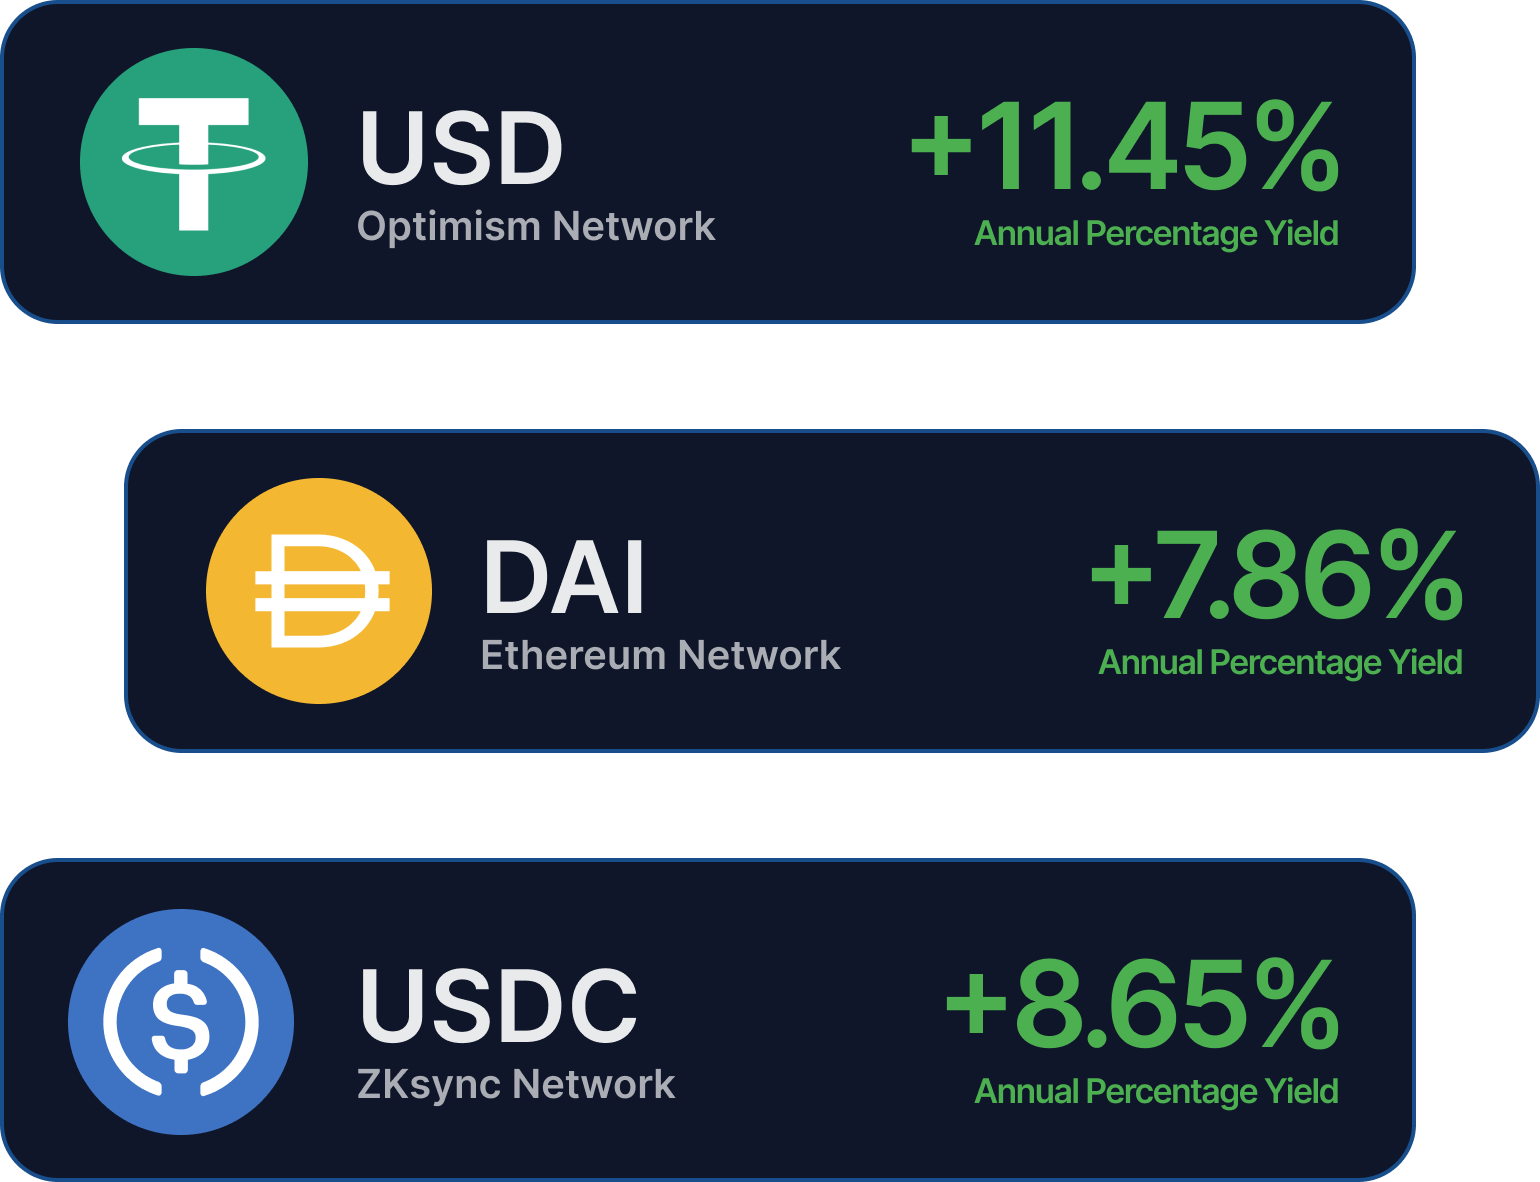 USD
Optimism Network
+11.45%
Annual Percentage Yield
DAI
Ethereum Network
+7.86%
Annual Percentage Yield
USDC
ZKsync Network
+8.65%
Annual Percentage Yield